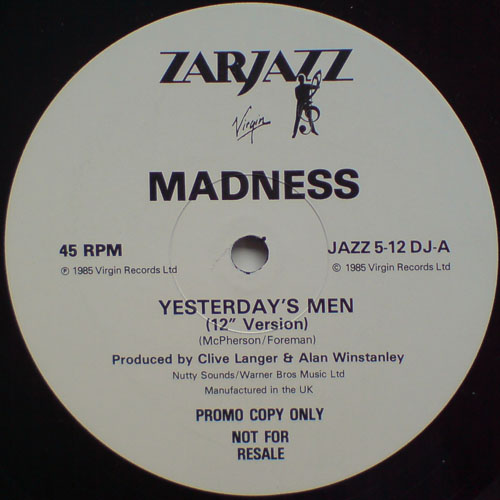 ZARJAZZ
Virgin
MADNESS
45 RPM
JAZZ 5-12 DJ-A
℗ 1985 Virgin Records Ltd
© 1985 Virgin Records Ltd
YESTERDAY'S MEN
(12" Version)
(McPherson/Foreman)
Produced by Clive Langer & Alan Winstanley
Nutty Sounds/Warner Bros Music Ltd
Manufactured in the UK
PROMO COPY ONLY
NOT FOR
RESALE